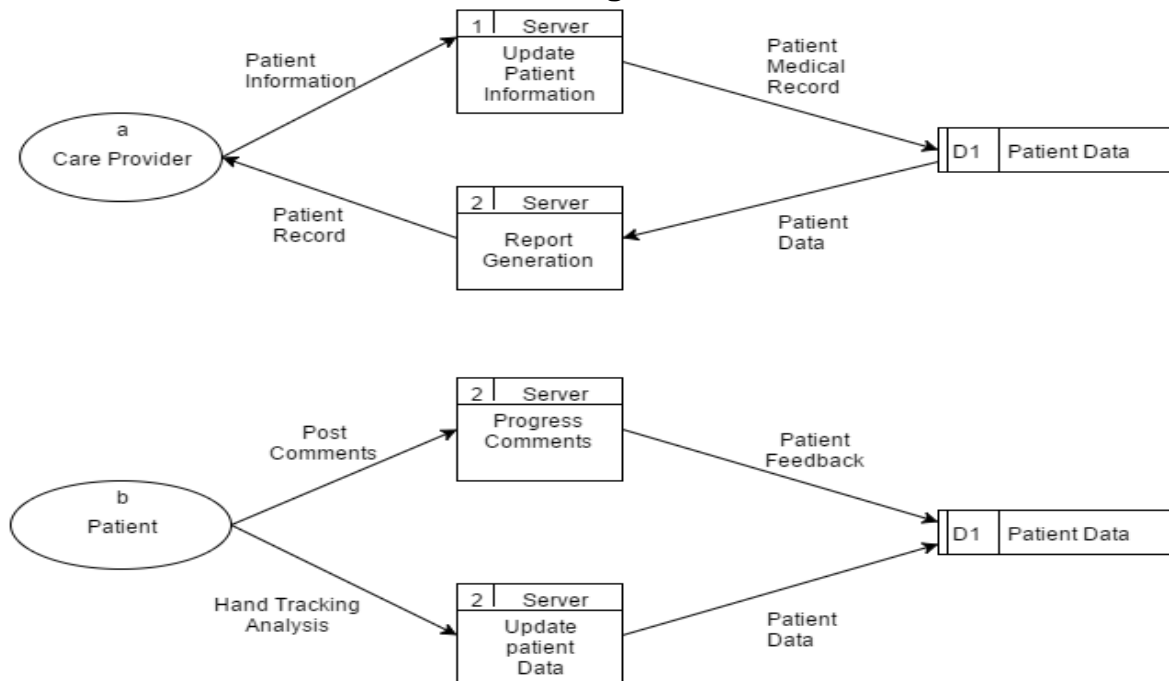 1 Server
Update
Patient
Information
Patient
Information
Patient
Medical
Record
a
Care Provider
D1 Patient Data
2 Server
Report
Generation
Patient
Record
Patient
Data
2 Server
Progress
Comments
Post
Comments
Patient
Feedback
b
Patient
D1 Patient Data
Hand Tracking
Analysis
2 Server
Update
patient
Data
Patient
Data